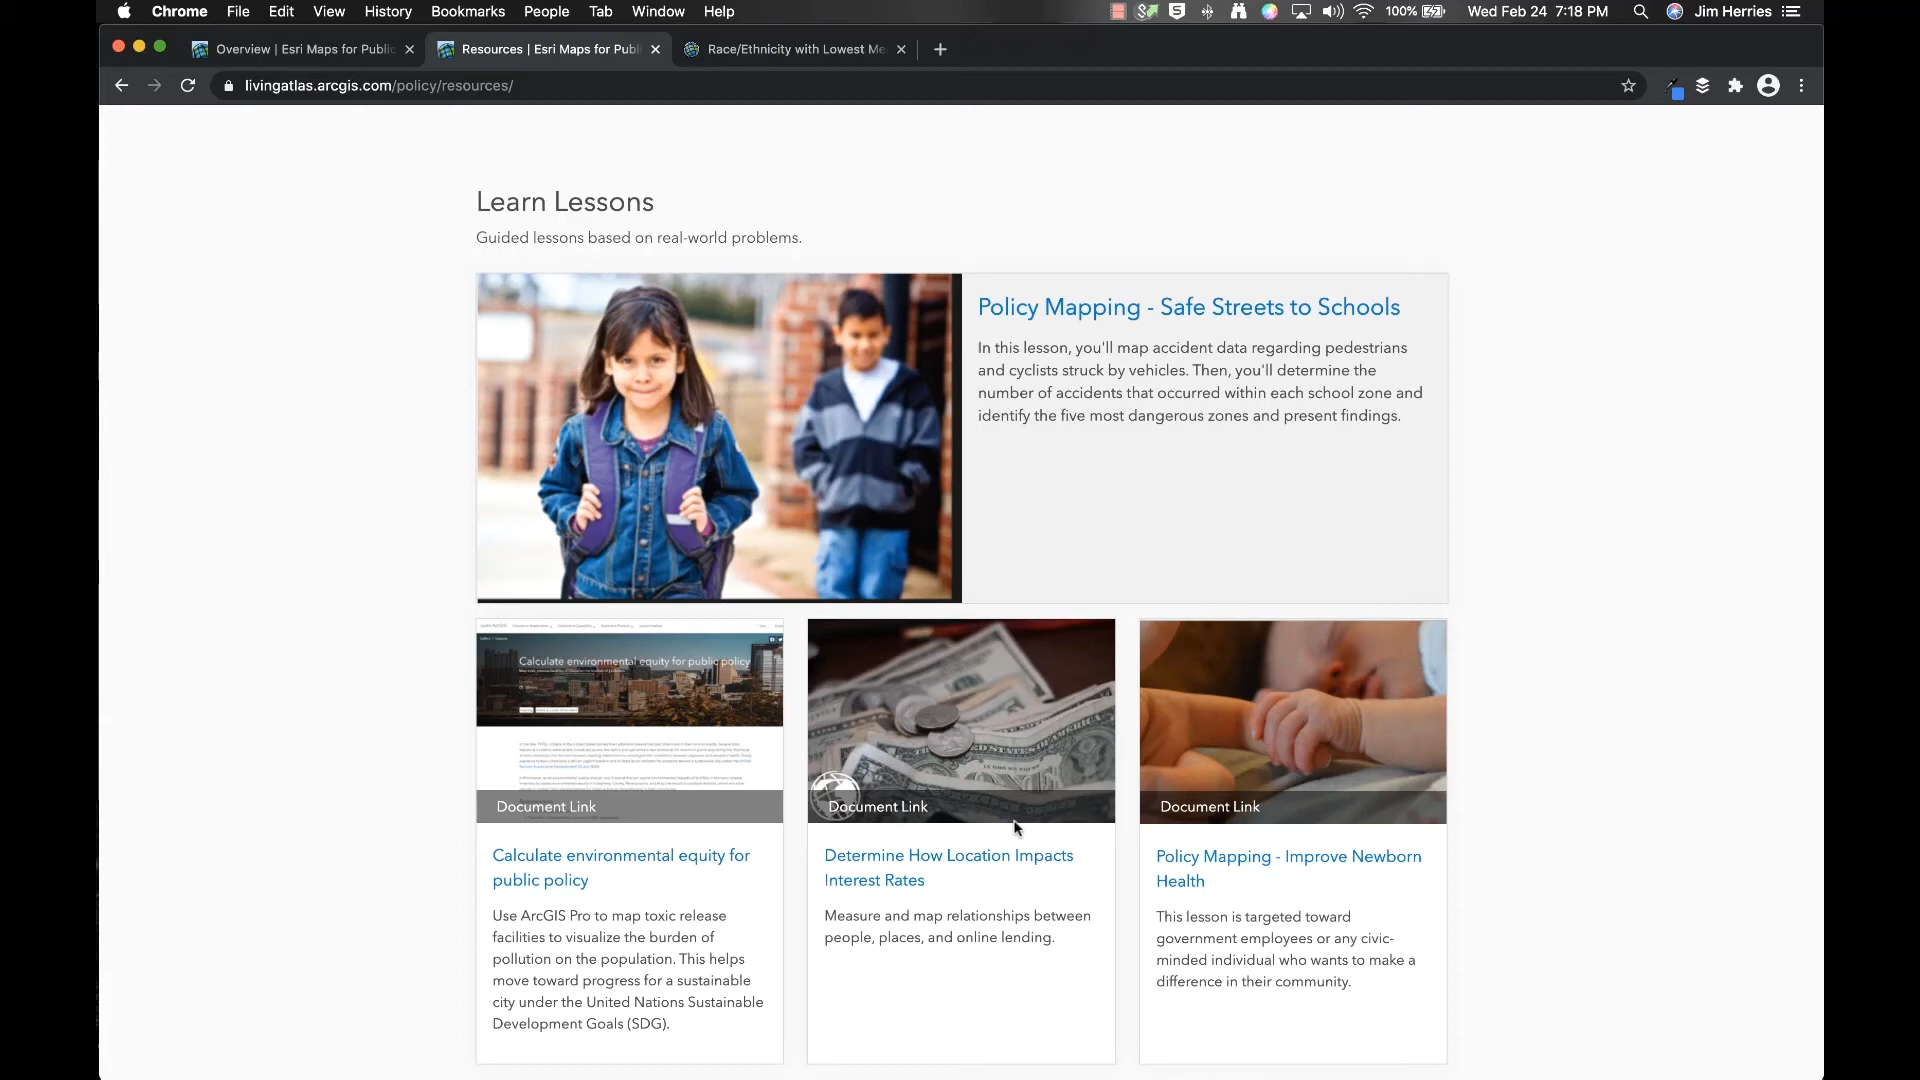 Chrome File Edit View History Bookmarks People Tab Window Help
100% Wed Feb 24 7:18 PM Jim Herries
Overview | Esri Maps for Public
Resources | Esri Maps for Publ
Race/Ethnicity with Lowest Me
livingatlas.arcgis.com/policy/resources/
Learn Lessons
Guided lessons based on real-world problems.
Policy Mapping - Safe Streets to Schools
In this lesson, you'll map accident data regarding pedestrians
and cyclists struck by vehicles. Then, you'll determine the
number of accidents that occurred within each school zone and
identify the five most dangerous zones and present findings.
Calculate environmental equity for public policy
Document Link
Calculate environmental equity for
public policy
Use ArcGIS Pro to map toxic release
facilities to visualize the burden of
pollution on the population. This helps
move toward progress for a sustainable
city under the United Nations Sustainable
Development Goals (SDG).
Document Link
Determine How Location Impacts
Interest Rates
Measure and map relationships between
people, places, and online lending.
Document Link
Policy Mapping - Improve Newborn
Health
This lesson is targeted toward
government employees or any civic-
minded individual who wants to make a
difference in their community.